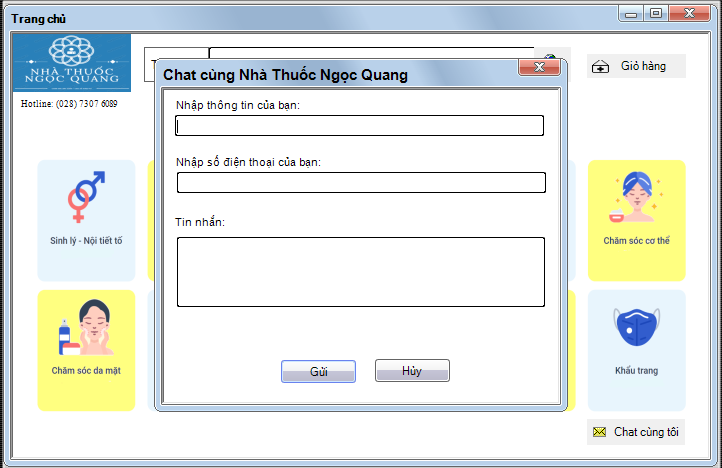 Trang chủ
NHÀ THUỐC
NGỌC QUANG
Hotline: (028) 7307 6089
Giỏ hàng
Chat cùng Nhà Thuốc Ngọc Quang
Nhập thông tin của bạn:
Nhập số điện thoại của bạn:
Tin nhắn:
Gửi
Hủy
Sinh lý - Nội tiết tố
Chăm sóc cơ thể
Chăm sóc da mặt
Khẩu trang
Chat cùng tôi